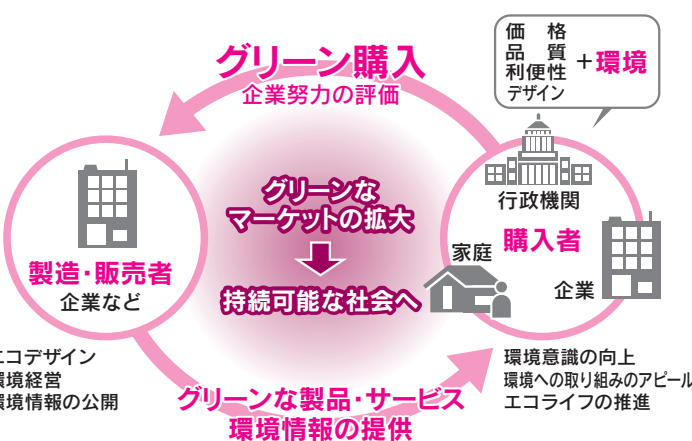 グリーン購入
企業努力の評価
価格
品質
利便性
デザイン
+環境
行政機関
購入者
家庭
企業
グリーンな
マーケットの拡大
持続可能な社会へ
製造・販売者
企業など
エコデザイン
環境経営
環境情報の公開
グリーンな製品・サービス
環境情報の提供
環境意識の向上
環境への取り組みのアピール
エコライフの推進